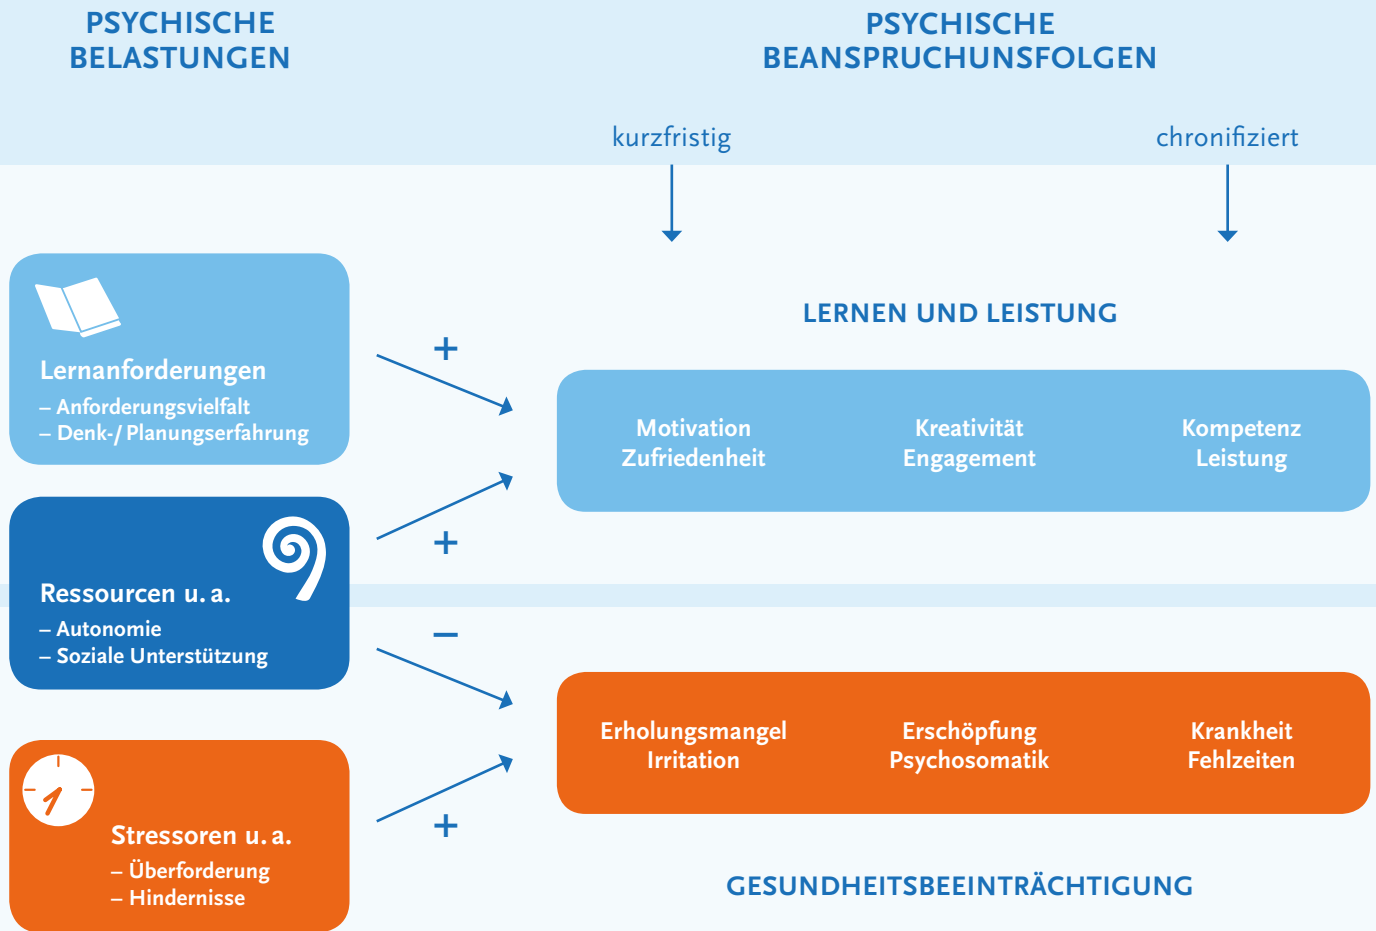 PSYCHISCHE
BELASTUNGEN
PSYCHISCHE
BEANSPRUCHUNSFOLGEN
kurzfristig
chronifiziert
Lernanforderungen
– Anforderungsvielfalt
– Denk-/ Planungserfahrung
Ressourcen u. a.
– Autonomie
– Soziale Unterstützung
Stressoren u. a.
– Überforderung
– Hindernisse
+
+
–
+
LERNEN UND LEISTUNG
Motivation
Zufriedenheit
Kreativität
Engagement
Kompetenz
Leistung
Erholungsmangel
Irritation
Erschöpfung
Psychosomatik
Krankheit
Fehlzeiten
GESUNDHEITSBEEINTRÄCHTIGUNG